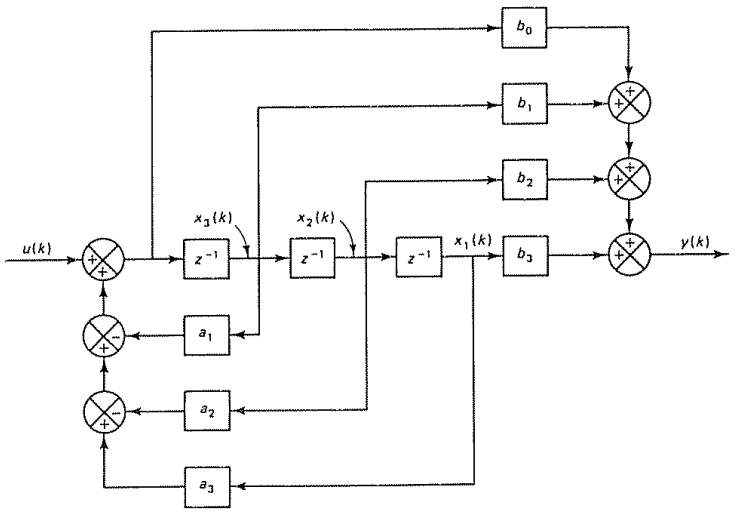 b₀
+
+
b₁
+
+
b₂
+
+
x₃(k)
x₂(k)
u(k)
+
+
z⁻¹
z⁻¹
z⁻¹
x₁(k)
b₃
+
+
y(k)
+
−
a₁
+
−
a₂
a₃